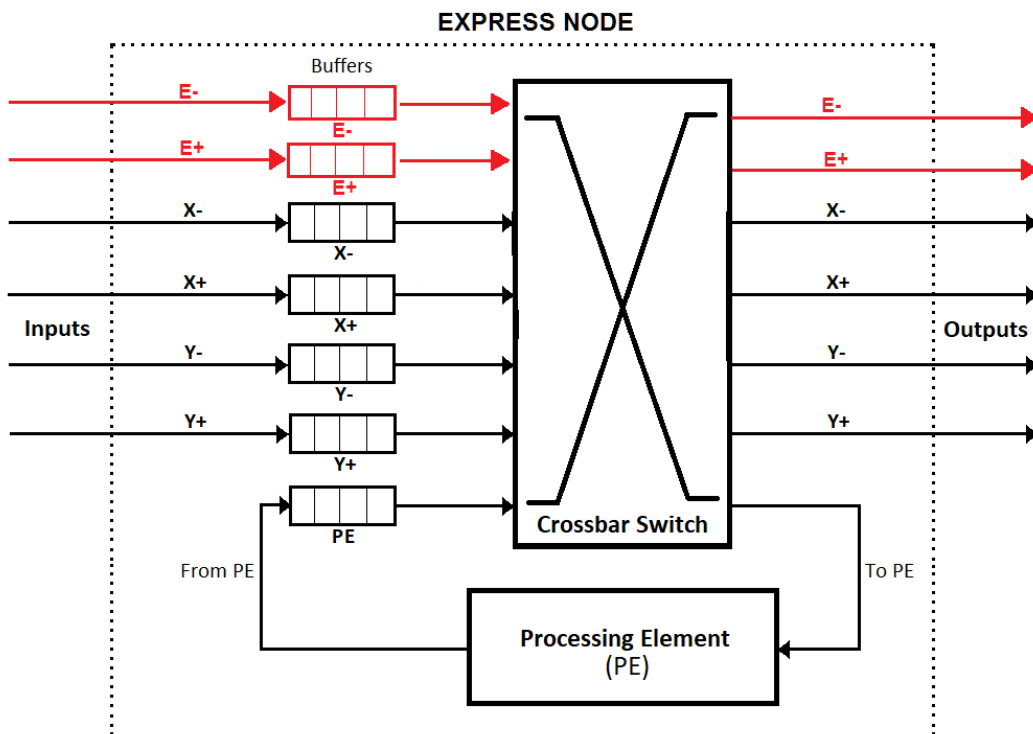 EXPRESS NODE
Buffers
E-
E-
E-
E+
E+
E+
X-
X-
X-
X+
X+
X+
Inputs
Outputs
Y-
Y-
Y-
Y+
Y+
Y+
PE
Crossbar Switch
From PE
To PE
Processing Element
(PE)